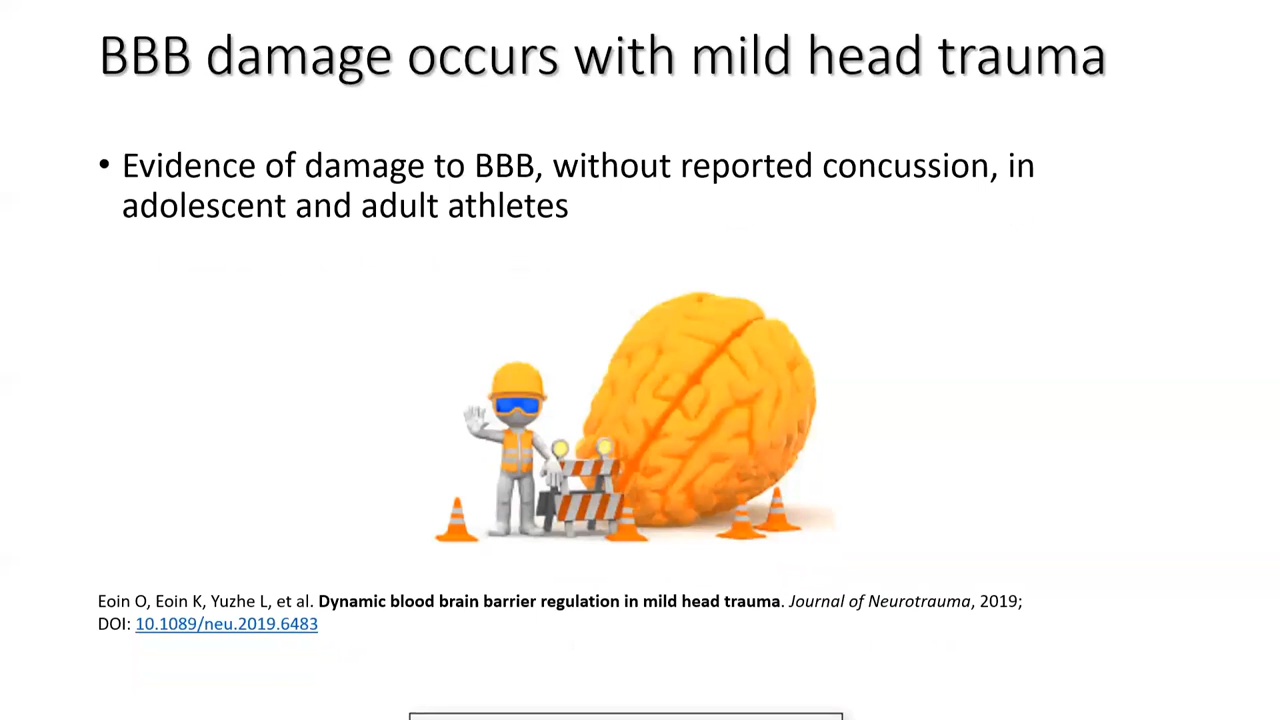 BBB damage occurs with mild head trauma
• Evidence of damage to BBB, without reported concussion, in
adolescent and adult athletes
Eoin O, Eoin K, Yuzhe L, et al. Dynamic blood brain barrier regulation in mild head trauma. Journal of Neurotrauma, 2019;
DOI: 10.1089/neu.2019.6483